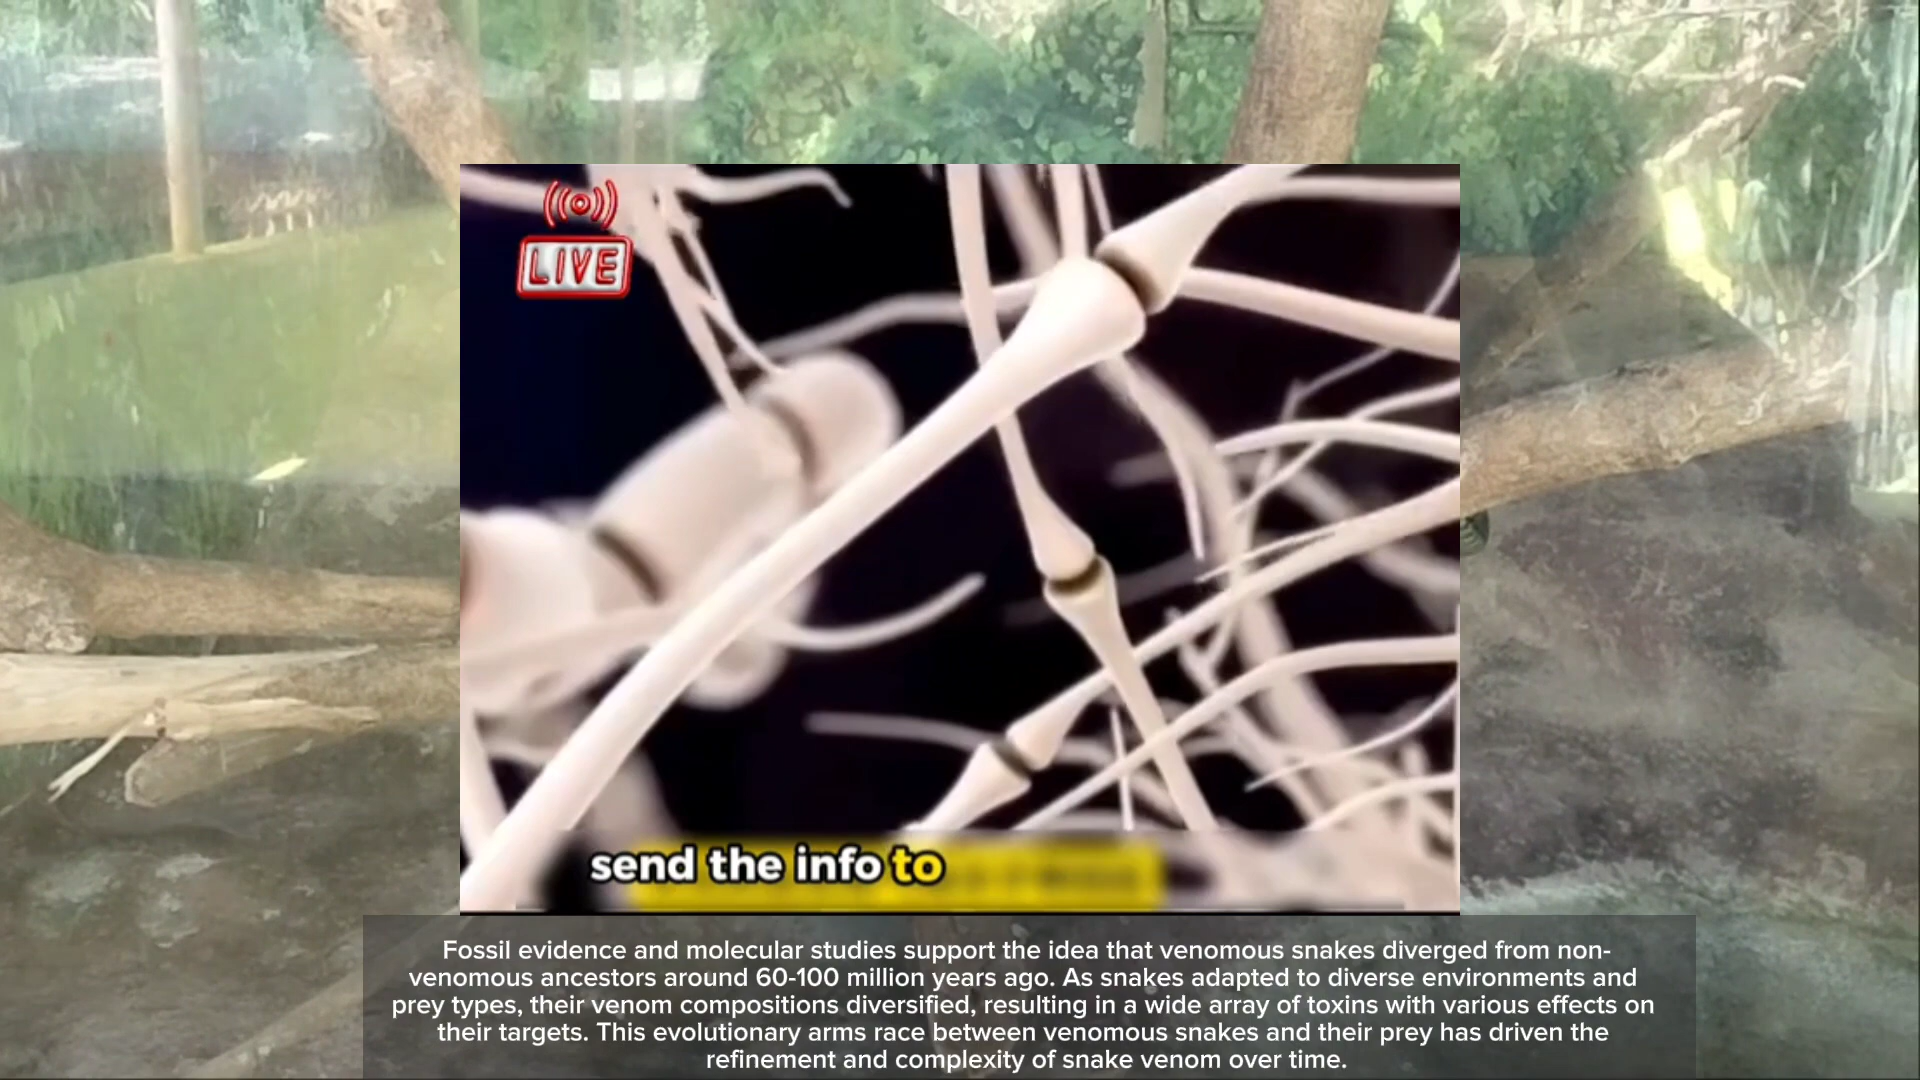 LIVE
send the info to
Fossil evidence and molecular studies support the idea that venomous snakes diverged from non-
venomous ancestors around 60-100 million years ago. As snakes adapted to diverse environments and
prey types, their venom compositions diversified, resulting in a wide array of toxins with various effects on
their targets. This evolutionary arms race between venomous snakes and their prey has driven the
refinement and complexity of snake venom over time.